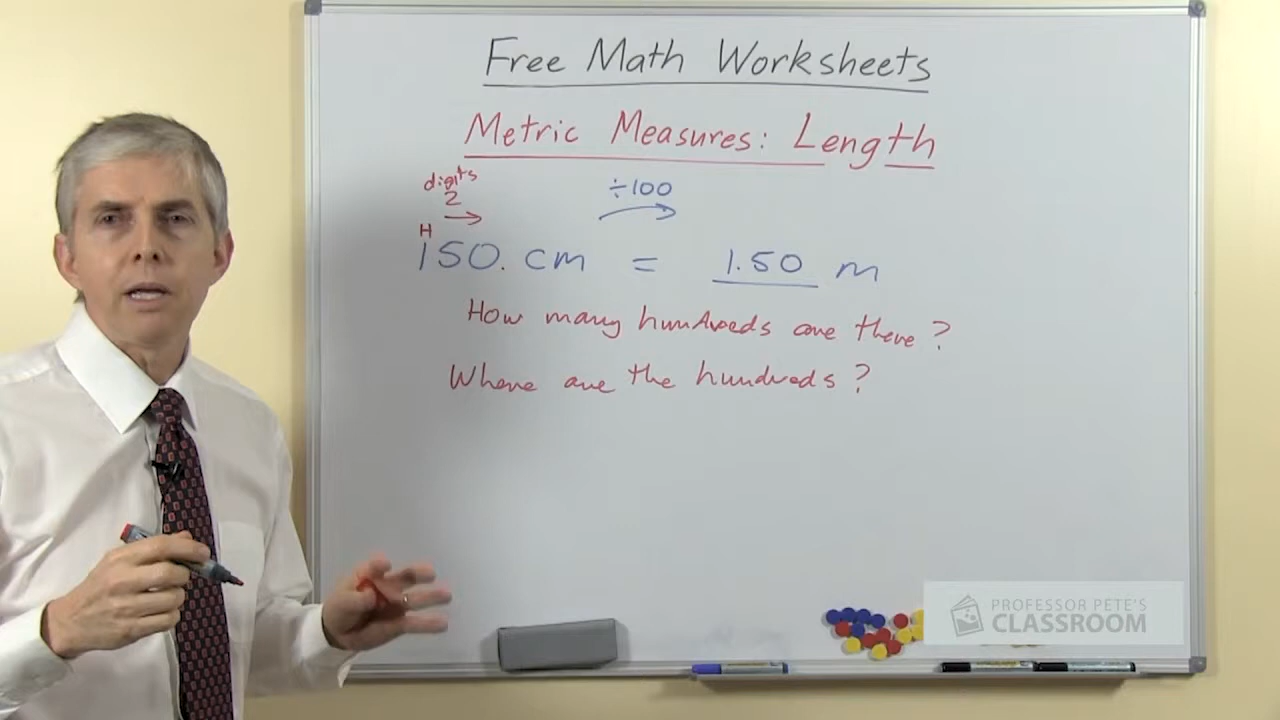 Free Math Worksheets
Metric Measures: Length
digits
2
÷100
H
150. cm = 1.50 m
How many hundreds are there?
Where are the hundreds?
PROFESSOR PETE'S
CLASSROOM